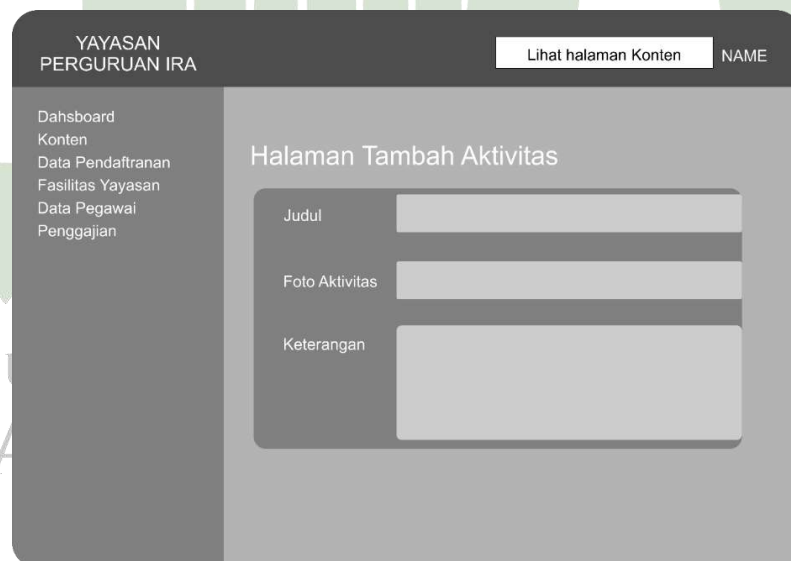 YAYASAN
PERGURUAN IRA
Lihat halaman Konten
NAME
Dahsboard
Konten
Data Pendaftranan
Fasilitas Yayasan
Data Pegawai
Penggajian
Halaman Tambah Aktivitas
Judul
Foto Aktivitas
Keterangan